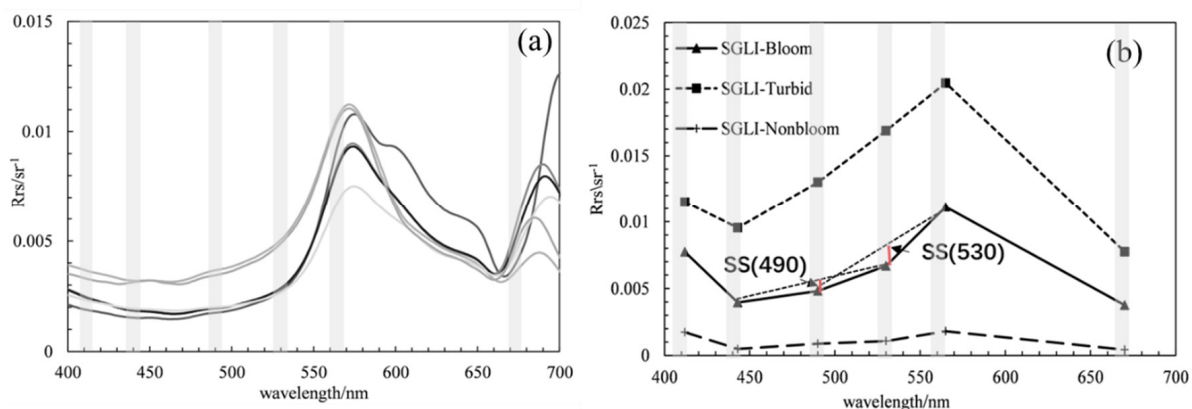 0.015
(a)
0.01
Rrs/sr-1
0.005
0
400 450 500 550 600 650 700
wavelength/nm
0.025
(b)
SGLI-Bloom
SGLI-Turbid
SGLI-Nonbloom
0.02
0.015
Rrs\sr-1
0.01
SS(490)
SS(530)
0.005
0
400 450 500 550 600 650 700
wavelength/nm